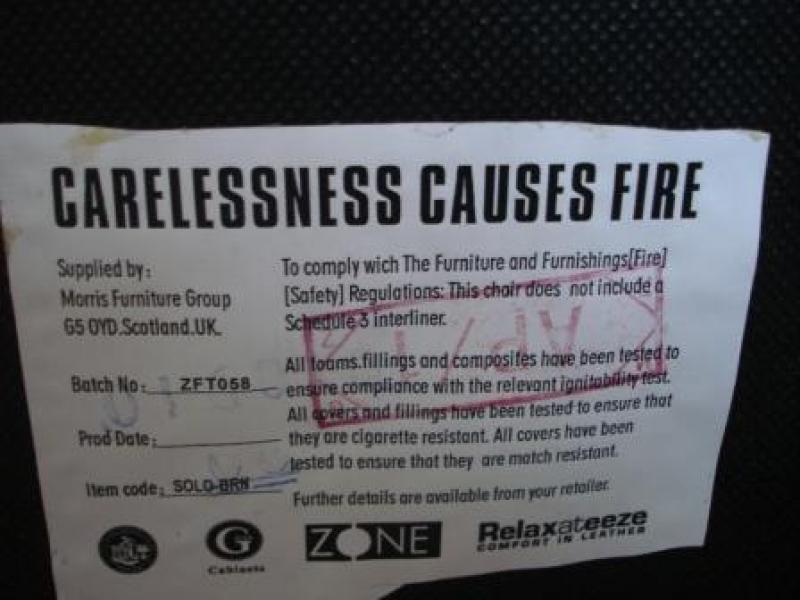 CARELESSNESS CAUSES FIRE
Supplied by:
Morris Furniture Group
G5 OYD.Scotland.UK.
Batch No: ZFT058
Prod Date:
Item code: SOLO BRN
To comply wich The Furniture and Furnishings[Fire]
[Safety] Regulations: This chair does not include a
Schedule 3 interliner.
All foams.fillings and composites have been tested to
ensure compliance with the relevant ignitability test.
All covers and fillings have been tested to ensure that
they are cigarette resistant. All covers have been
tested to ensure that they are match resistant.
Further details are available from your retailer.
G
Cabinets
ZONE
Relaxateeze
COMFORT IN LEATHER